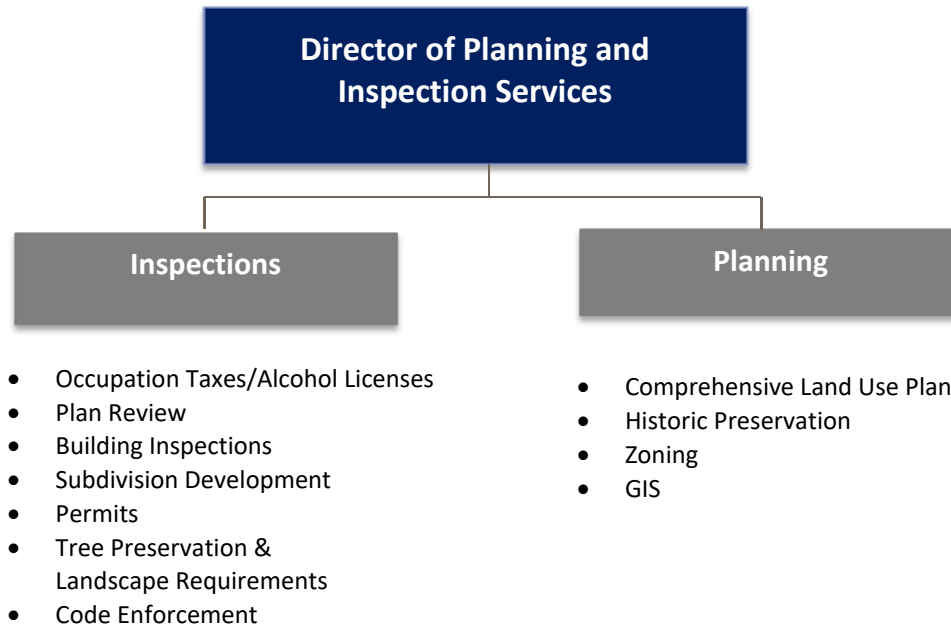 Director of Planning and
Inspection Services
Inspections
• Occupation Taxes/Alcohol Licenses
• Plan Review
• Building Inspections
• Subdivision Development
• Permits
• Tree Preservation &
Landscape Requirements
• Code Enforcement
Planning
• Comprehensive Land Use Plan
• Historic Preservation
• Zoning
• GIS